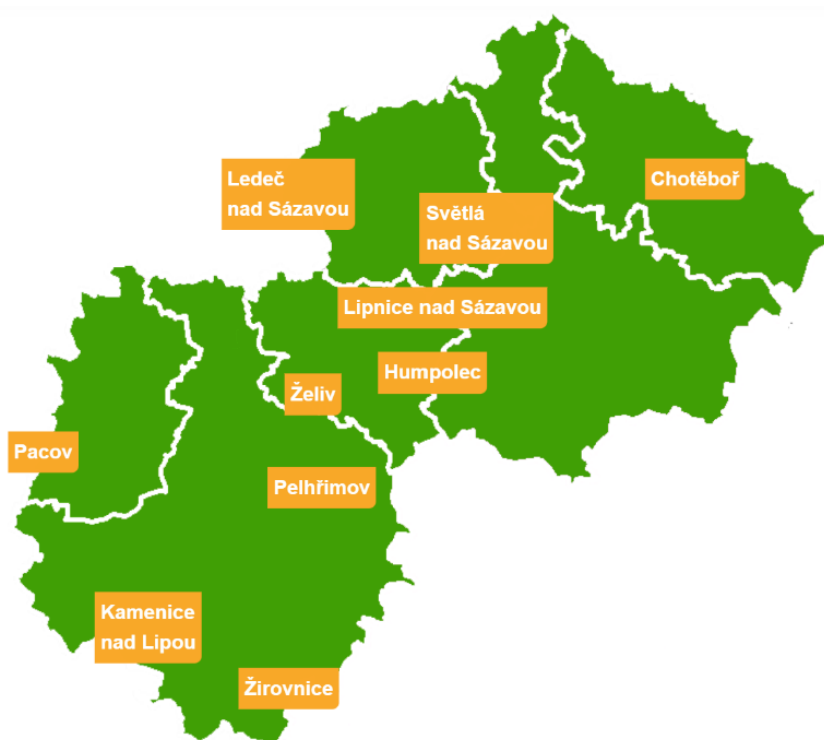 Ledeč
nad Sázavou
Chotěboř
Světlá
nad Sázavou
Lipnice nad Sázavou
Humpolec
Želiv
Pacov
Pelhřimov
Kamenice
nad Lipou
Žirovnice